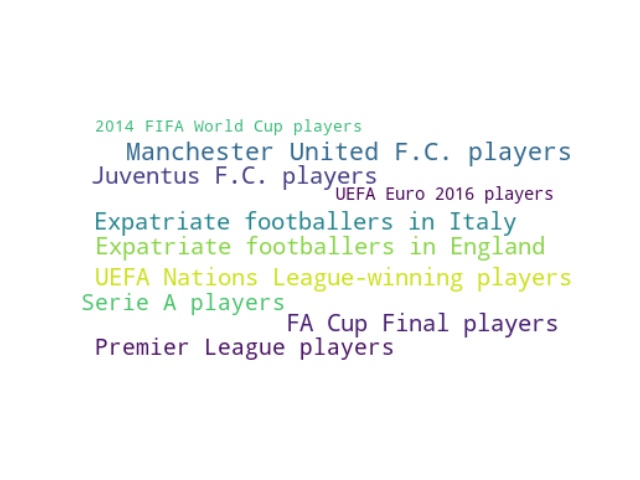 2014 FIFA World Cup players
Manchester United F.C. players
Juventus F.C. players
UEFA Euro 2016 players
Expatriate footballers in Italy
Expatriate footballers in England
UEFA Nations League-winning players
Serie A players
FA Cup Final players
Premier League players